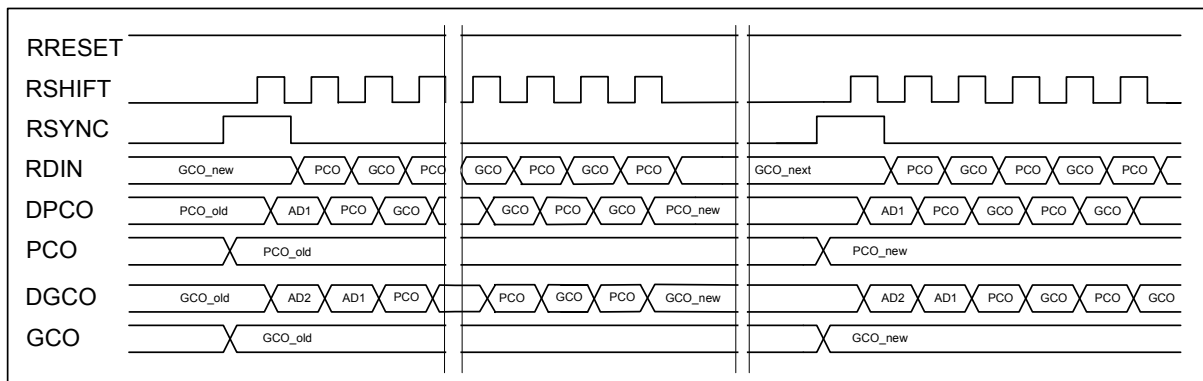 RRESET
RSHIFT
RSYNC
RDIN GCO_new PCO GCO PCO GCO PCO GCO PCO GCO_next PCO GCO PCO GCO PCO
DPCO PCO_old AD1 PCO GCO GCO PCO GCO PCO_new AD1 PCO GCO PCO GCO
PCO PCO_old PCO_new
DGCO GCO_old AD2 AD1 PCO PCO GCO PCO GCO_new AD2 AD1 PCO GCO PCO GCO
GCO GCO_old GCO_new